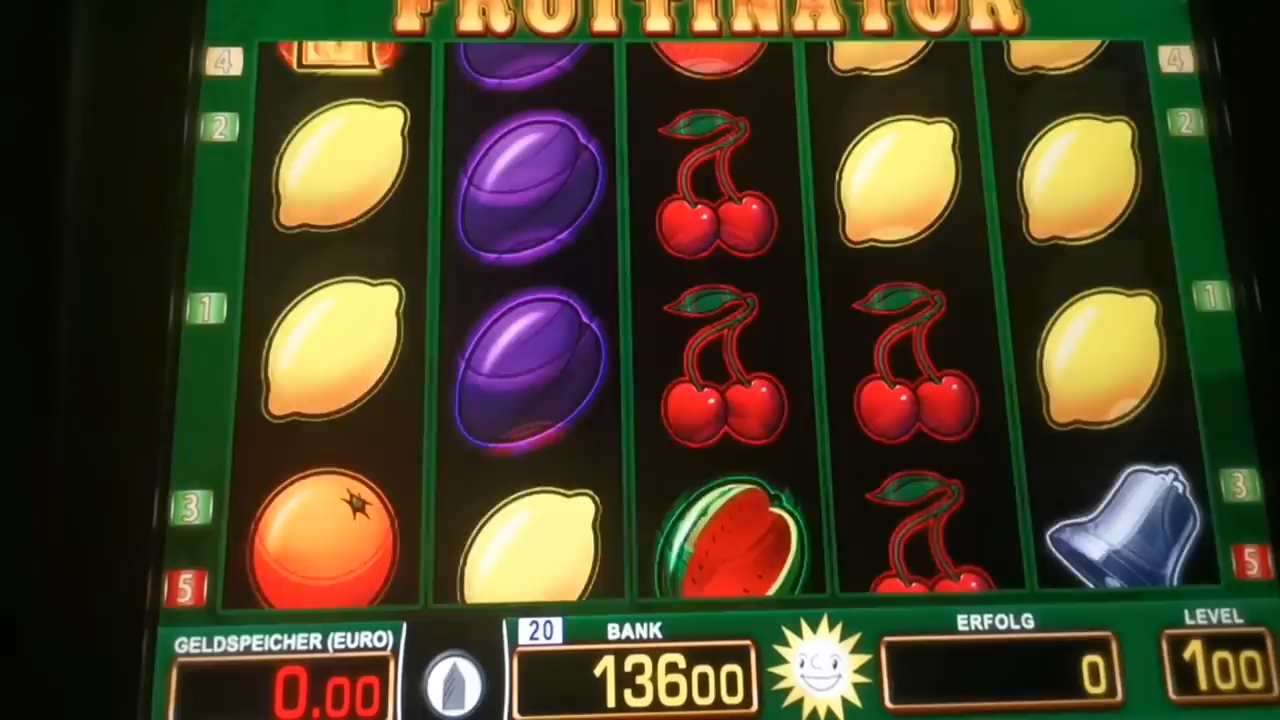 FRUITINATOR
4 4
2 2
1 1
3 3
5 5
GELDSPEICHER (EURO) 20 BANK ERFOLG LEVEL
0.00 13600 0 100